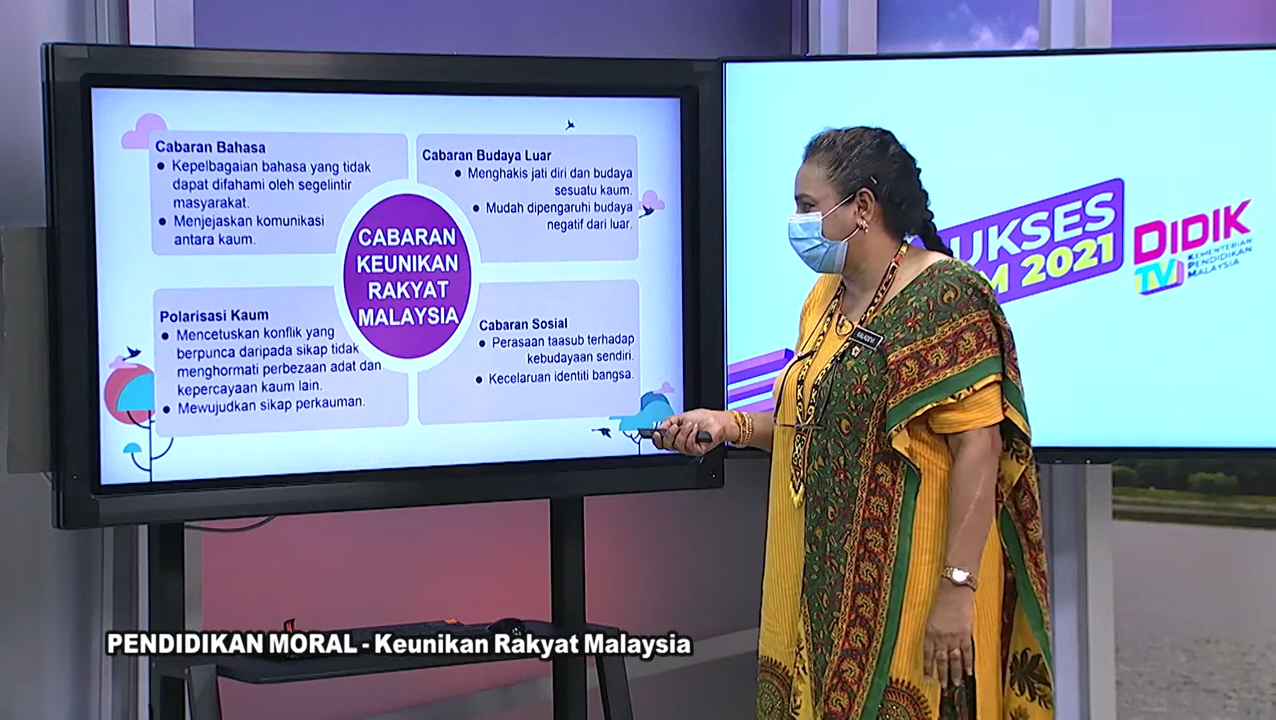 Cabaran Bahasa
● Kepelbagaian bahasa yang tidak
dapat difahami oleh segelintir
masyarakat.
● Menjejaskan komunikasi
antara kaum.
Cabaran Budaya Luar
● Menghakis jati diri dan budaya
sesuatu kaum.
● Mudah dipengaruhi budaya
negatif dari luar.
CABARAN
KEUNIKAN
RAKYAT
MALAYSIA
Polarisasi Kaum
● Mencetuskan konflik yang
berpunca daripada sikap tidak
menghormati perbezaan adat dan
kepercayaan kaum lain.
● Mewujudkan sikap perkauman.
Cabaran Sosial
● Perasaan taasub terhadap
kebudayaan sendiri.
● Kecelaruan identiti bangsa.
UKSES
M 2021
DIDIK
TV
KEMENTERIAN
PENDIDIKAN
MALAYSIA
PENDIDIKAN MORAL - Keunikan Rakyat Malaysia